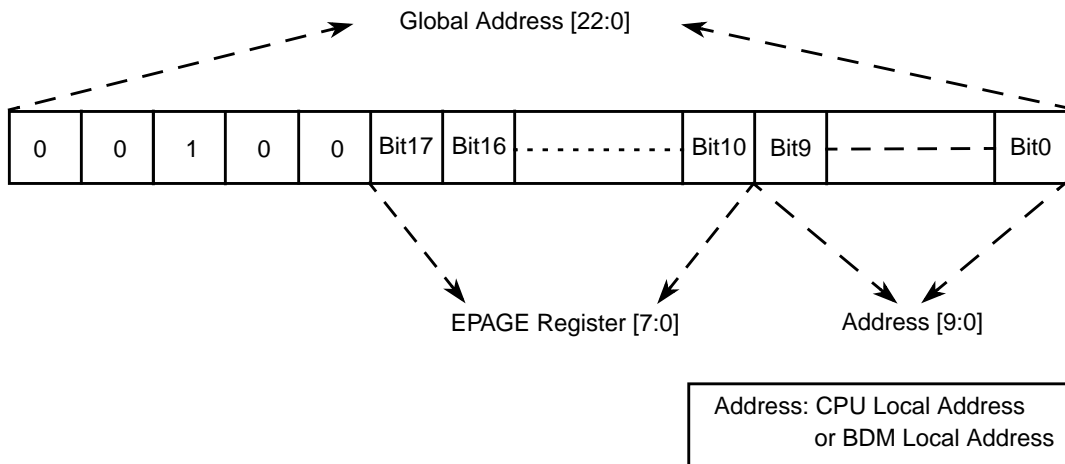 Global Address [22:0]
0 0 1 0 0 Bit17 Bit16 Bit10 Bit9 Bit0
EPAGE Register [7:0] Address [9:0]
Address: CPU Local Address
or BDM Local Address